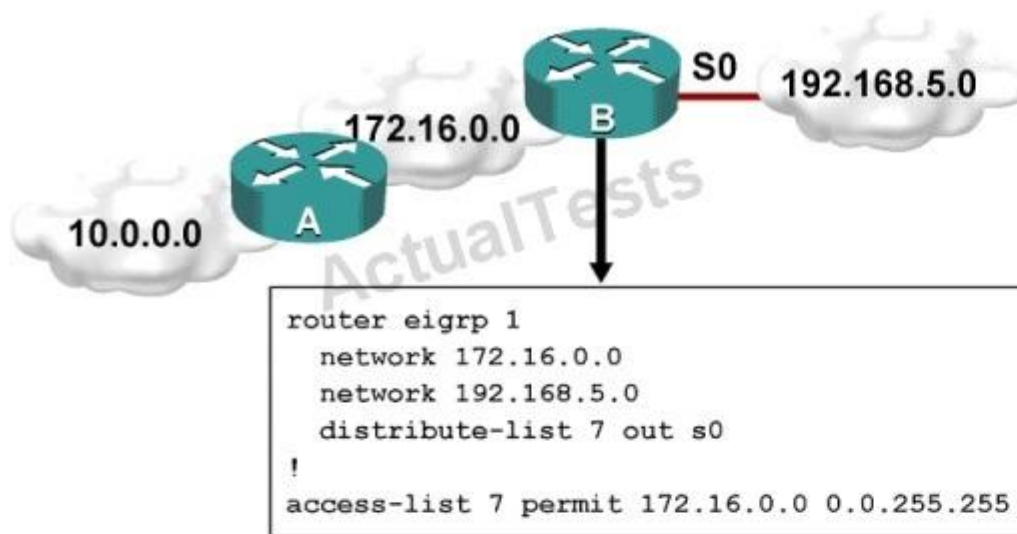 S0
192.168.5.0
B
172.16.0.0
A
10.0.0.0
ActualTests
router eigrp 1
network 172.16.0.0
network 192.168.5.0
distribute-list 7 out s0
!
access-list 7 permit 172.16.0.0 0.0.255.255